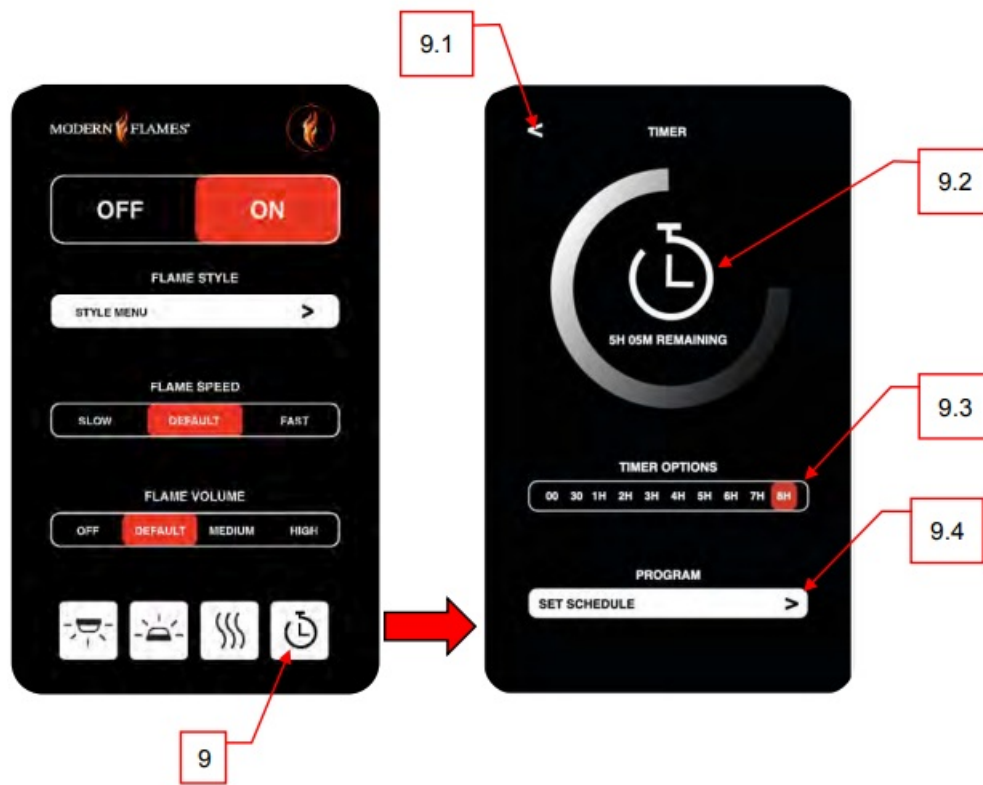 9.1
MODERN FLAMES
OFF ON
FLAME STYLE
STYLE MENU >
FLAME SPEED
SLOW DEFAULT FAST
FLAME VOLUME
OFF DEFAULT MEDIUM HIGH
9
<
TIMER
9.2
5H 05M REMAINING
9.3
TIMER OPTIONS
00 30 1H 2H 3H 4H 5H 6H 7H 8H
9.4
PROGRAM
SET SCHEDULE >